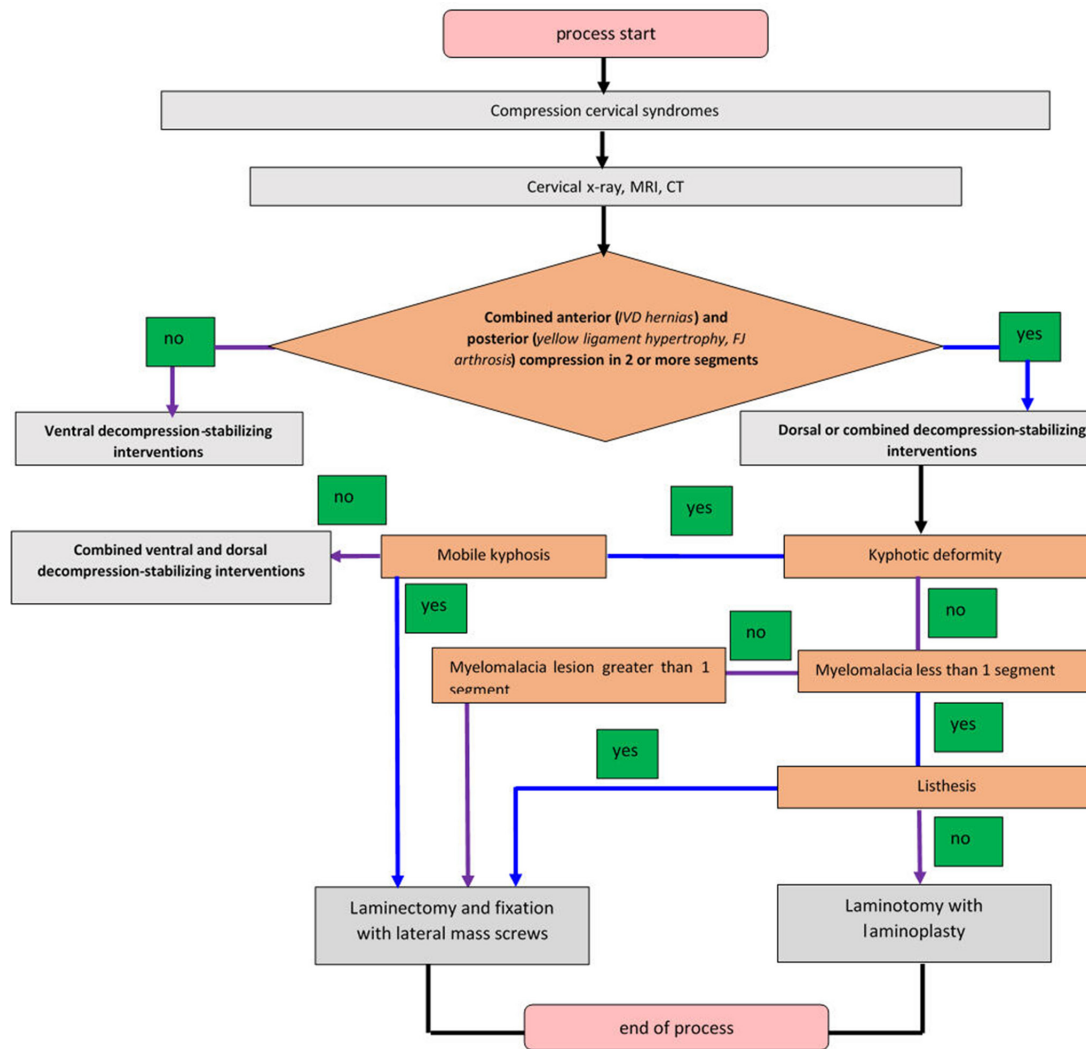 process start
Compression cervical syndromes
Cervical x-ray, MRI, CT
Combined anterior (IVD hernias) and
posterior (yellow ligament hypertrophy, FJ
arthrosis) compression in 2 or more segments
no
yes
Ventral decompression-stabilizing
interventions
Dorsal or combined decompression-stabilizing
interventions
no
yes
Combined ventral and dorsal
decompression-stabilizing interventions
Mobile kyphosis
Kyphotic deformity
yes
no
no
Myelomalacia lesion greater than 1
segment
Myelomalacia less than 1 segment
yes
yes
Listhesis
no
Laminectomy and fixation
with lateral mass screws
Laminotomy with
laminoplasty
end of process